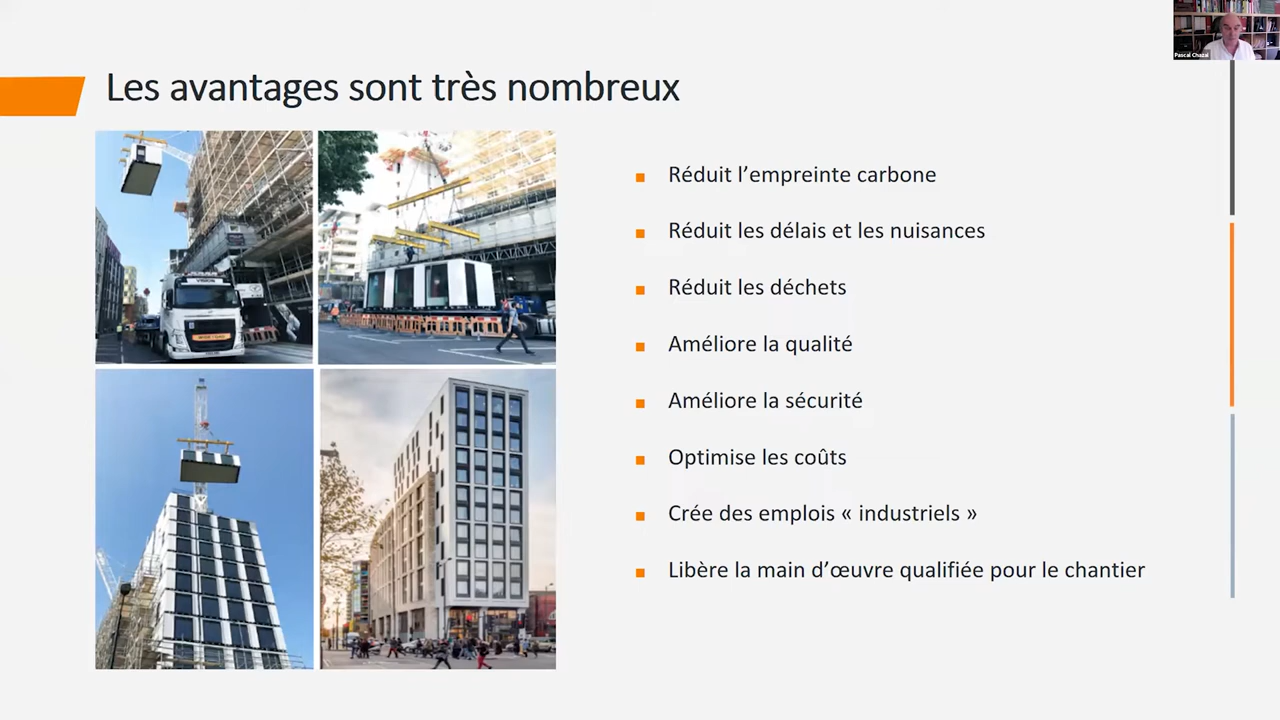 Pascal Chazal
Les avantages sont très nombreux
Réduit l’empreinte carbone
Réduit les délais et les nuisances
Réduit les déchets
Améliore la qualité
Améliore la sécurité
Optimise les coûts
Crée des emplois « industriels »
Libère la main d’œuvre qualifiée pour le chantier